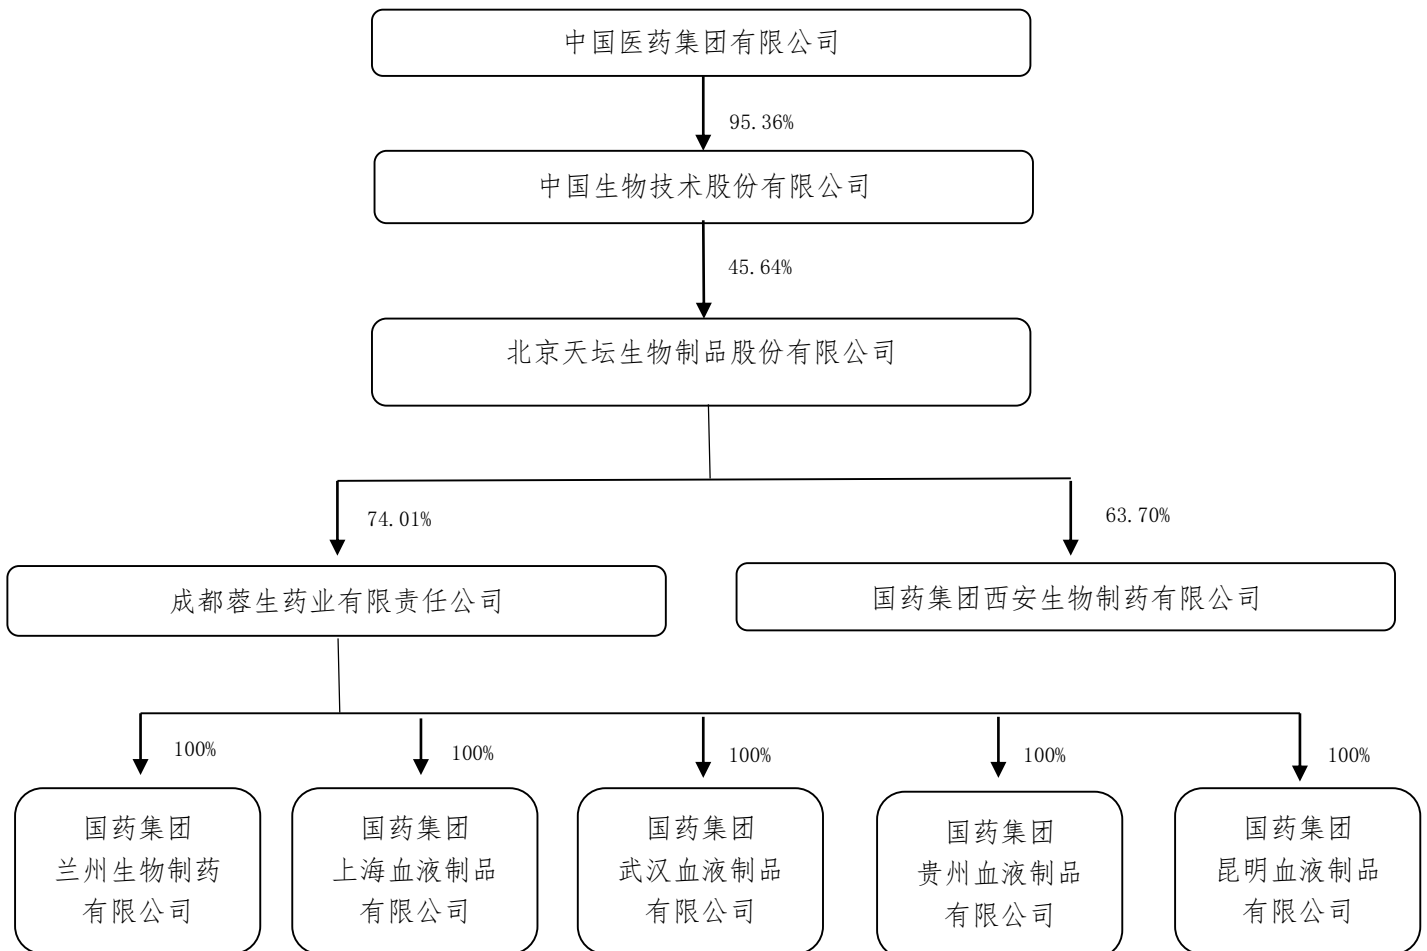 中国医药集团有限公司
95.36%
中国生物技术股份有限公司
45.64%
北京天坛生物制品股份有限公司
74.01%
63.70%
成都蓉生药业有限责任公司
国药集团西安生物制药有限公司
100%
100%
100%
100%
100%
国药集团
兰州生物制药
有限公司
国药集团
上海血液制品
有限公司
国药集团
武汉血液制品
有限公司
国药集团
贵州血液制品
有限公司
国药集团
昆明血液制品
有限公司